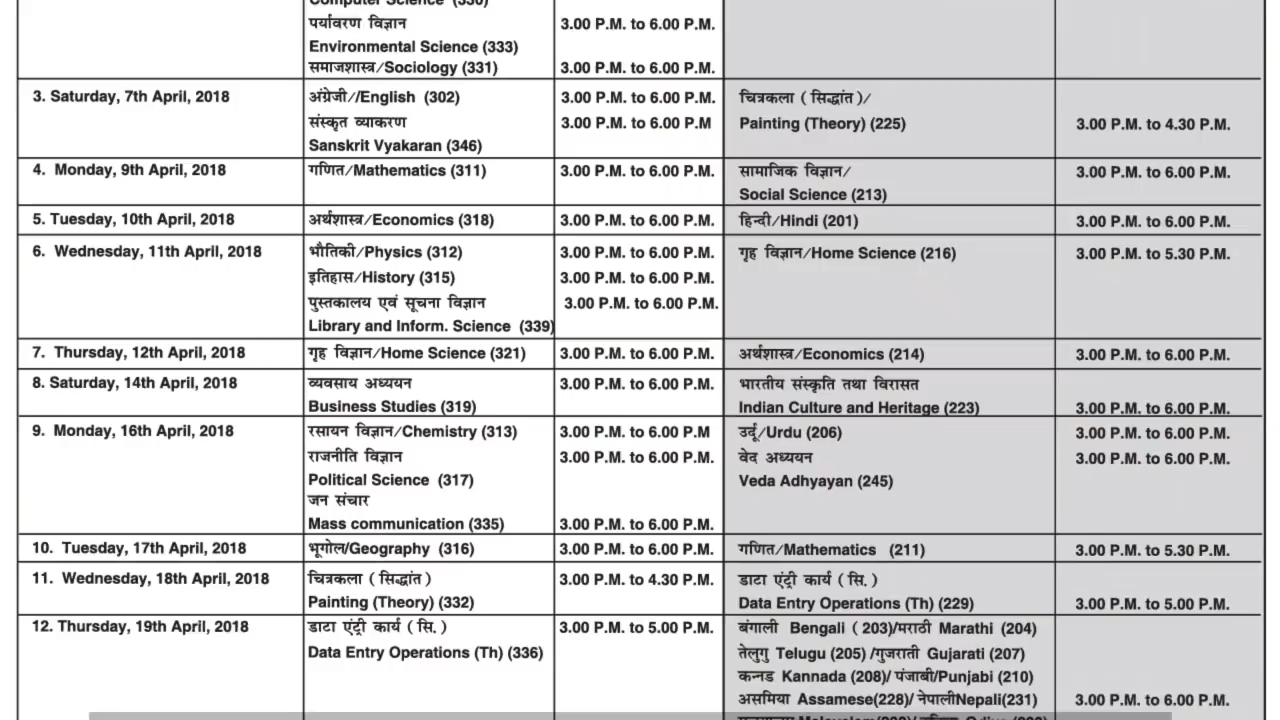 Computer Science (330)
पर्यावरण विज्ञान 3.00 P.M. to 6.00 P.M.
Environmental Science (333)
समाजशास्त्र/Sociology (331) 3.00 P.M. to 6.00 P.M.
3. Saturday, 7th April, 2018 अंग्रेजी//English (302) 3.00 P.M. to 6.00 P.M. चित्रकला (सिद्धांत)/
संस्कृत व्याकरण 3.00 P.M. to 6.00 P.M Painting (Theory) (225) 3.00 P.M. to 4.30 P.M.
Sanskrit Vyakaran (346)
4. Monday, 9th April, 2018 गणित/Mathematics (311) 3.00 P.M. to 6.00 P.M. सामाजिक विज्ञान/ 3.00 P.M. to 6.00 P.M.
Social Science (213)
5. Tuesday, 10th April, 2018 अर्थशास्त्र/Economics (318) 3.00 P.M. to 6.00 P.M. हिन्दी/Hindi (201) 3.00 P.M. to 6.00 P.M.
6. Wednesday, 11th April, 2018 भौतिकी/Physics (312) 3.00 P.M. to 6.00 P.M. गृह विज्ञान/Home Science (216) 3.00 P.M. to 5.30 P.M.
इतिहास/History (315) 3.00 P.M. to 6.00 P.M.
पुस्तकालय एवं सूचना विज्ञान 3.00 P.M. to 6.00 P.M.
Library and Inform. Science (339)
7. Thursday, 12th April, 2018 गृह विज्ञान/Home Science (321) 3.00 P.M. to 6.00 P.M. अर्थशास्त्र/Economics (214) 3.00 P.M. to 6.00 P.M.
8. Saturday, 14th April, 2018 व्यवसाय अध्ययन 3.00 P.M. to 6.00 P.M. भारतीय संस्कृति तथा विरासत
Business Studies (319) Indian Culture and Heritage (223) 3.00 P.M. to 6.00 P.M.
9. Monday, 16th April, 2018 रसायन विज्ञान/Chemistry (313) 3.00 P.M. to 6.00 P.M उर्दू/Urdu (206) 3.00 P.M. to 6.00 P.M.
राजनीति विज्ञान 3.00 P.M. to 6.00 P.M. वेद अध्ययन 3.00 P.M. to 6.00 P.M.
Political Science (317) Veda Adhyayan (245)
जन संचार
Mass communication (335) 3.00 P.M. to 6.00 P.M.
10. Tuesday, 17th April, 2018 भूगोल/Geography (316) 3.00 P.M. to 6.00 P.M. गणित/Mathematics (211) 3.00 P.M. to 5.30 P.M.
11. Wednesday, 18th April, 2018 चित्रकला (सिद्धांत) 3.00 P.M. to 4.30 P.M. डाटा एंट्री कार्य (सि.)
Painting (Theory) (332) Data Entry Operations (Th) (229) 3.00 P.M. to 5.00 P.M.
12. Thursday, 19th April, 2018 डाटा एंट्री कार्य (सि.) 3.00 P.M. to 5.00 P.M. बंगाली Bengali (203)/मराठी Marathi (204)
Data Entry Operations (Th) (336) तेलुगु Telugu (205) /गुजराती Gujarati (207)
कन्नड Kannada (208)/ पंजाबी/Punjabi (210)
असमिया Assamese(228)/ नेपालीNepali(231) 3.00 P.M. to 6.00 P.M.